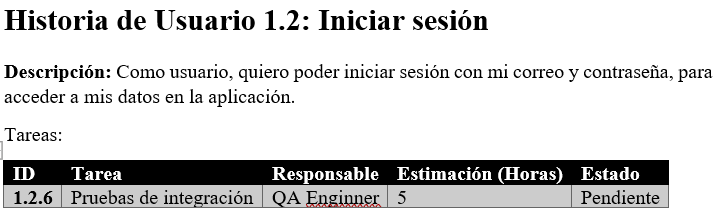 Historia de Usuario 1.2: Iniciar sesión
Descripción: Como usuario, quiero poder iniciar sesión con mi correo y contraseña, para
acceder a mis datos en la aplicación.
Tareas:
ID Tarea Responsable Estimación (Horas) Estado
1.2.6 Pruebas de integración QA Enginner 5 Pendiente